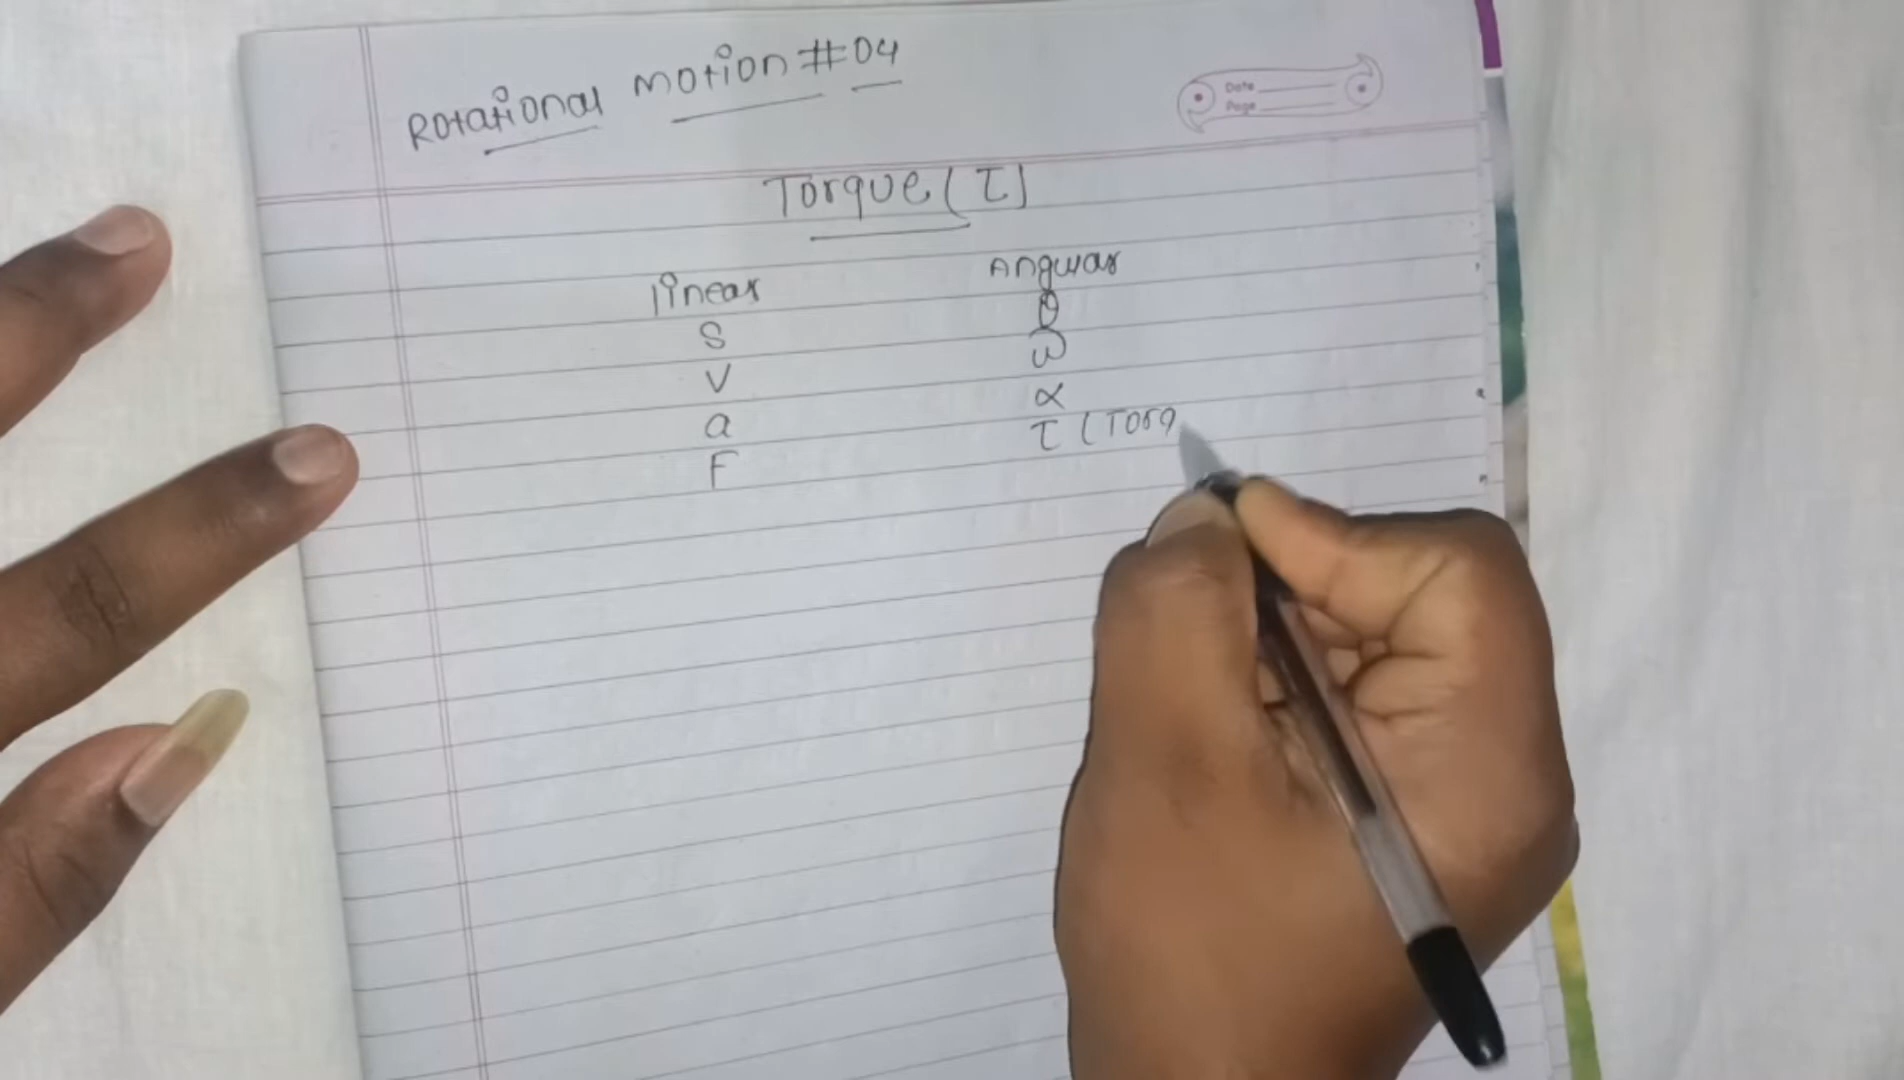 Rotational motion #04
Date
Page
Torque (τ)
linear Angular
S θ
V ω
a α
F τ (Torq